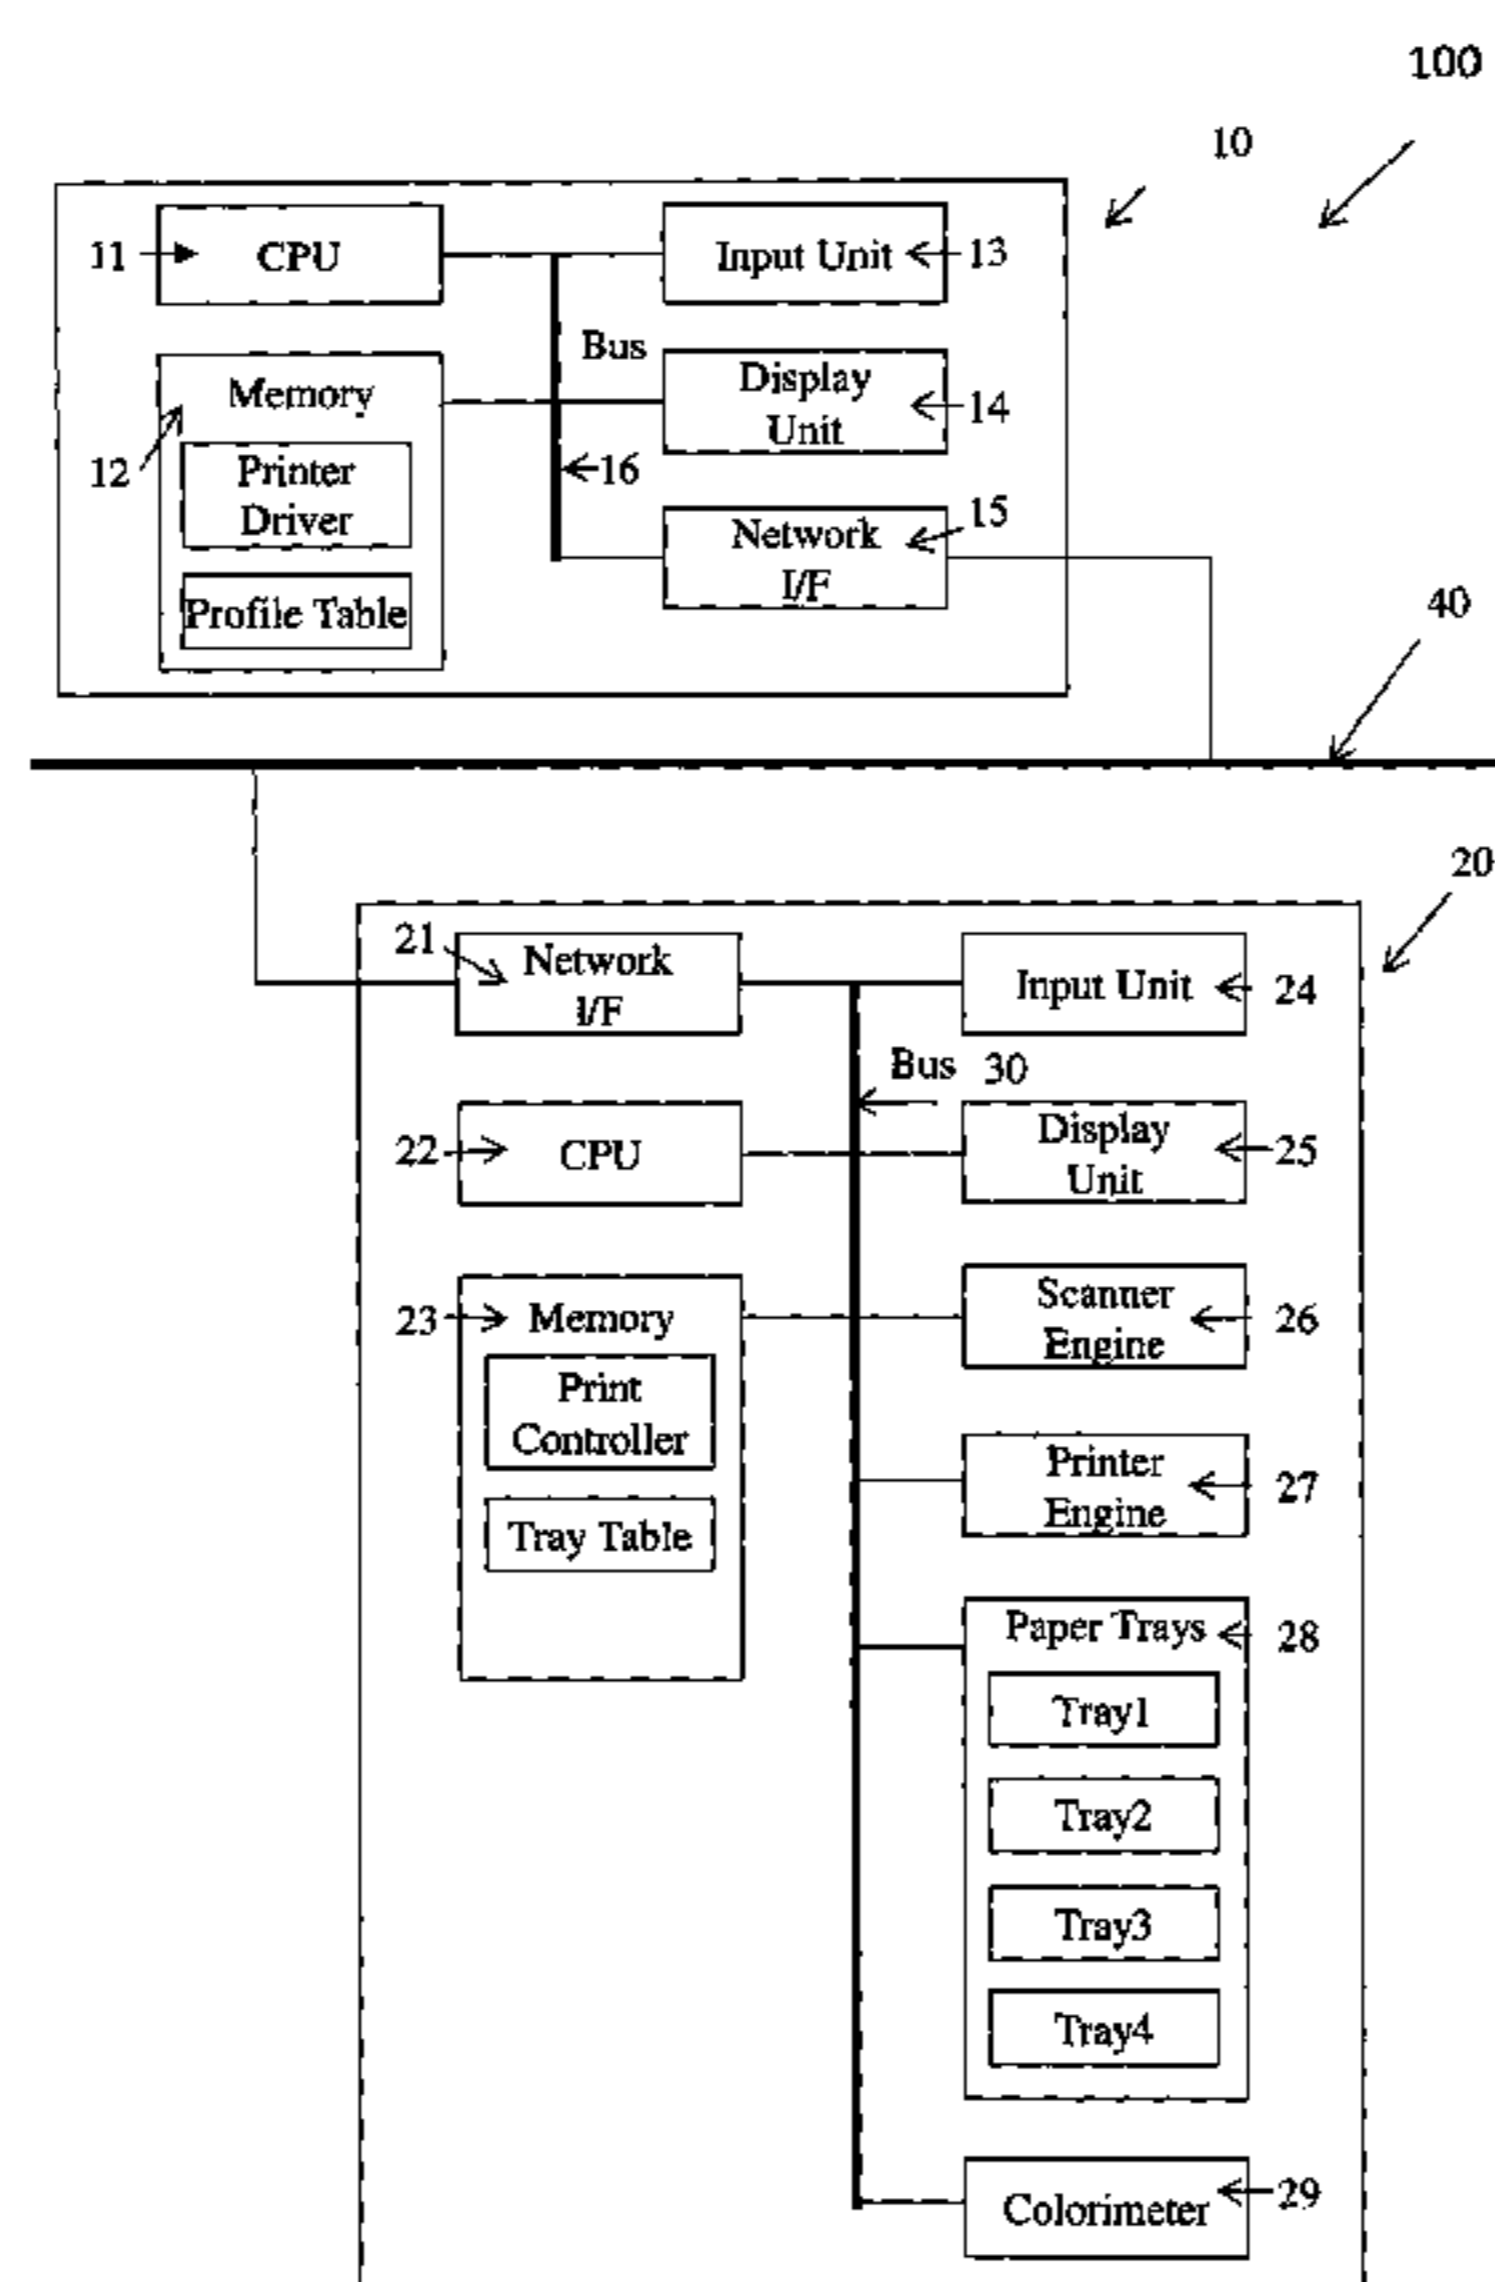 100
10
11
CPU
Input Unit
13
Bus
Memory
Display
Unit
14
12
Printer
Driver
16
15
Network
I/F
Profile Table
40
20
21
Network
I/F
Input Unit
24
Bus 30
22
CPU
Display
Unit
25
23
Memory
Scanner
Engine
26
Print
Controller
Printer
Engine
27
Tray Table
Paper Trays
28
Tray1
Tray2
Tray3
Tray4
Colorimeter
29